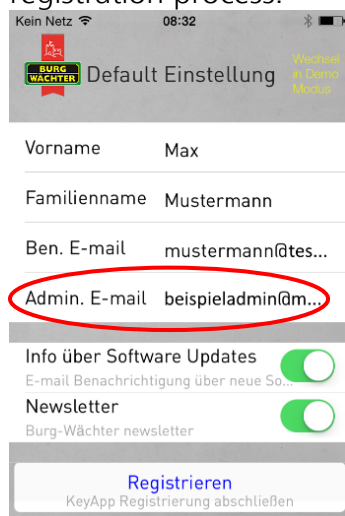 registration process.
Kein Netz 08:32
BURG
WÄCHTER
Default Einstellung
Wechsel
in Demo
Modus
Vorname Max
Familienname Mustermann
Ben. E-mail mustermann@tes...
Admin. E-mail beispieladmin@m...
Info über Software Updates
E-mail Benachrichtigung über neue So...
Newsletter
Burg-Wächter newsletter
Registrieren
KeyApp Registrierung abschließen